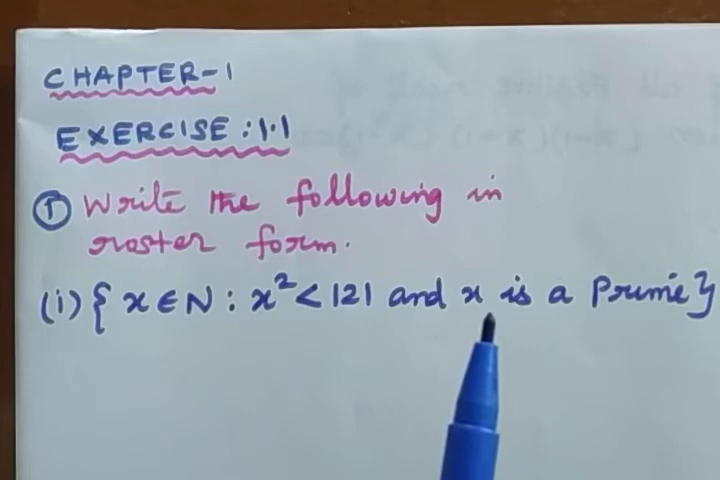 CHAPTER-1
EXERCISE:1.1
① Write the following in
roster form.
(i) { x ∈ N : x² < 121 and x is a Prime}